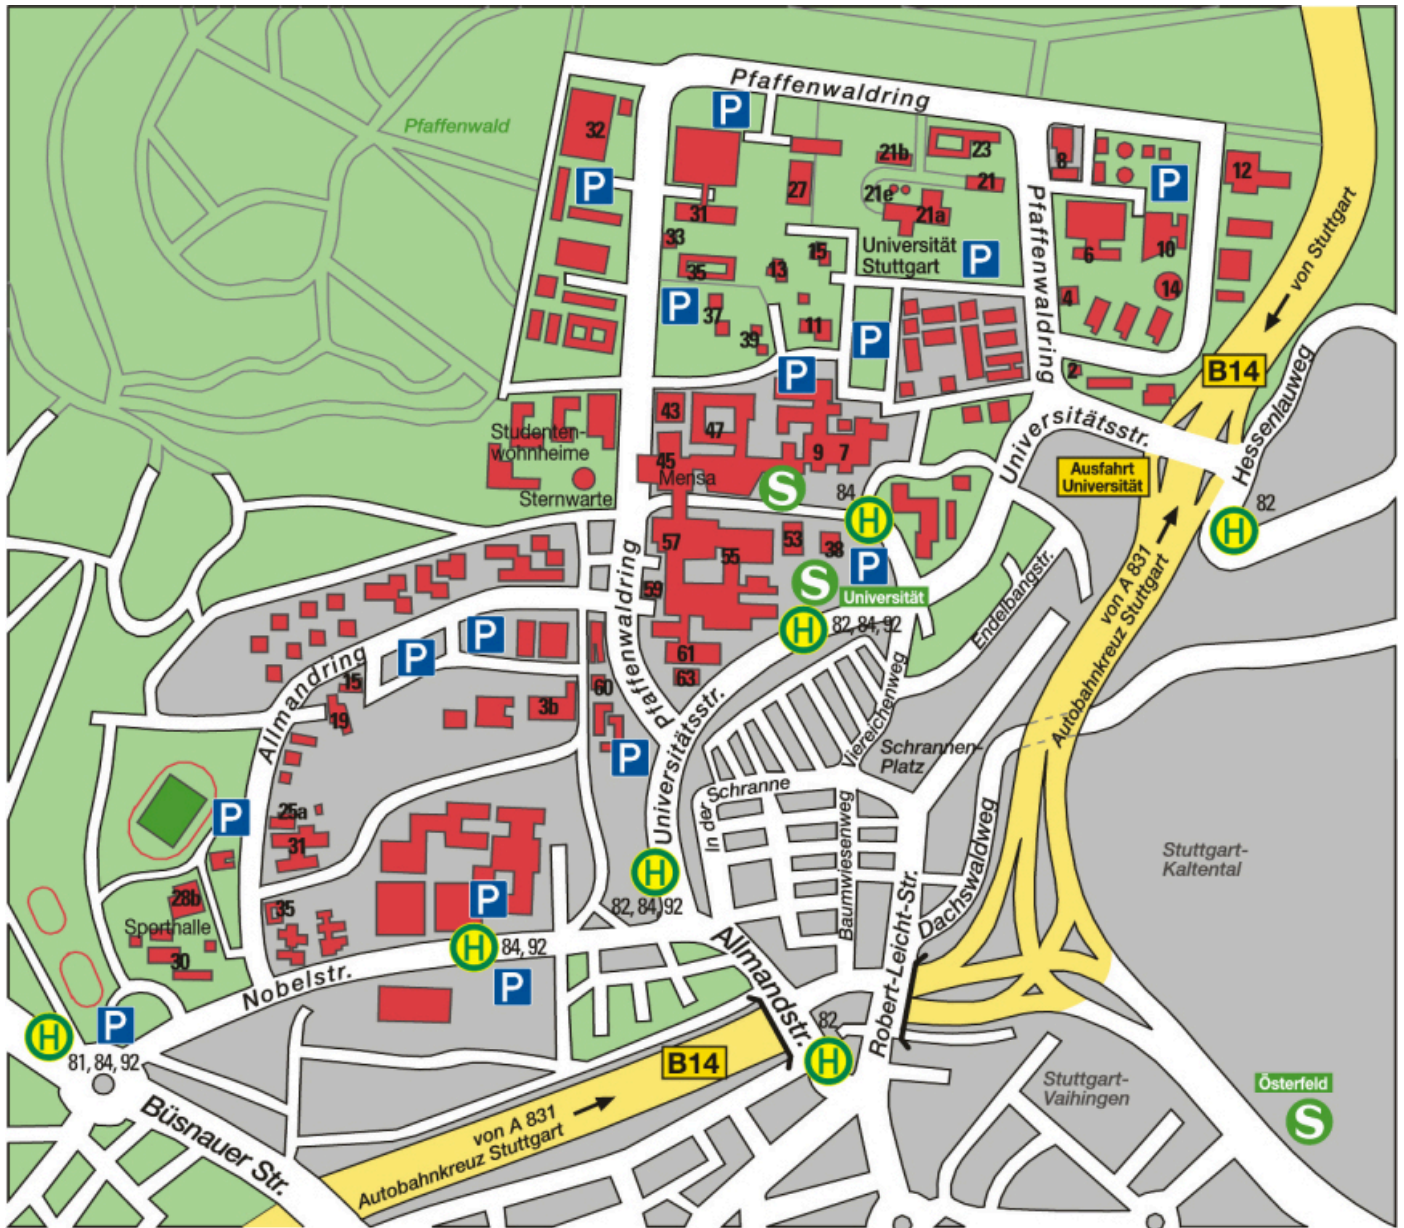 Pfaffenwaldring
P
Pfaffenwald
32
P
21b
23
8
P
12
27
21
21e
21a
31
33
Universität
Stuttgart
P
Pfaffenwaldring
6
10
35
13
15
14
4
von Stuttgart
P
37
39
11
P
P
2
B14
43
47
Studenten-
wohnheime
9
7
Universitätsstr.
Universitätsstr.
Hessenlauweg
45
Mensa
S
84
H
Ausfahrt
Universität
Sternwarte
82
H
57
55
53
38
P
S
Universität
59
Pfaffenwaldring
H
82, 84, 92
Endelbangstr.
von A 831
Autobahnkreuz Stuttgart
P
P
Allmandring
15
19
61
63
60
3b
P
Universitätsstr.
Viereichenweg
Schrannen-
Platz
In der Schranne
Baumwiesenweg
P
25a
31
H
82, 84, 92
Dachswaldweg
Stuttgart-
Kaltental
28b
Sporthalle
30
35
P
H
84, 92
P
Nobelstr.
Allmandstr.
Robert-Leicht-Str.
H
P
81, 84, 92
82
H
B14
von A 831
Autobahnkreuz Stuttgart
Büsnauer Str.
Stuttgart-
Vaihingen
Österfeld
S